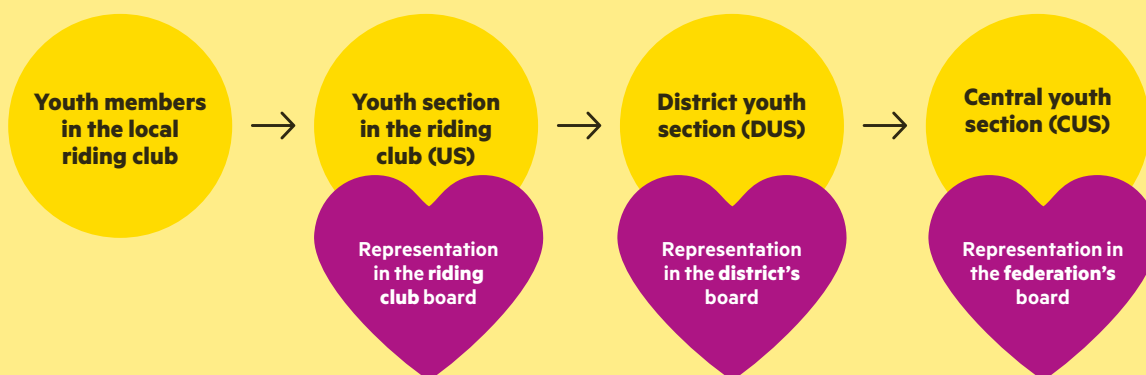 Youth members
in the local
riding club
Youth section
in the riding
club (US)
District youth
section (DUS)
Central youth
section (CUS)
Representation
in the riding
club board
Representation
in the district's
board
Representation in
the federation's
board